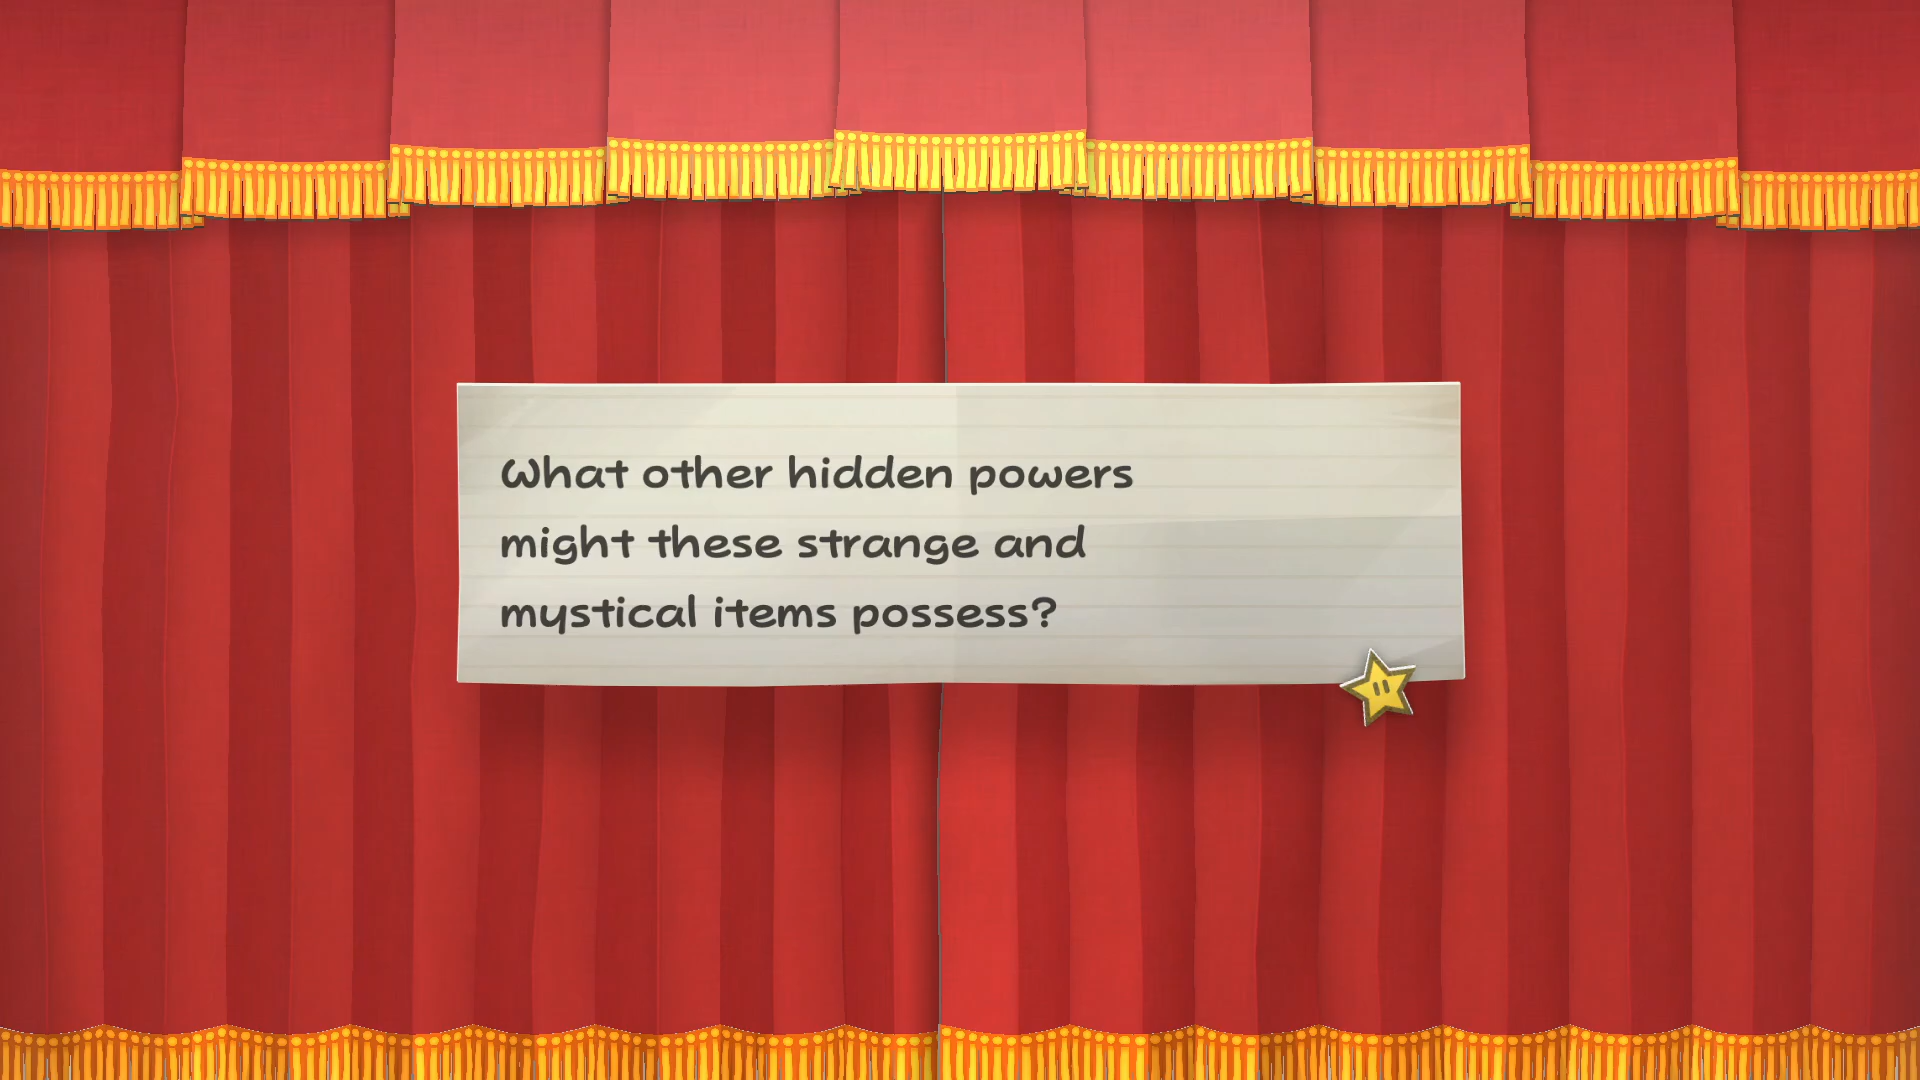 What other hidden powers
might these strange and
mystical items possess?